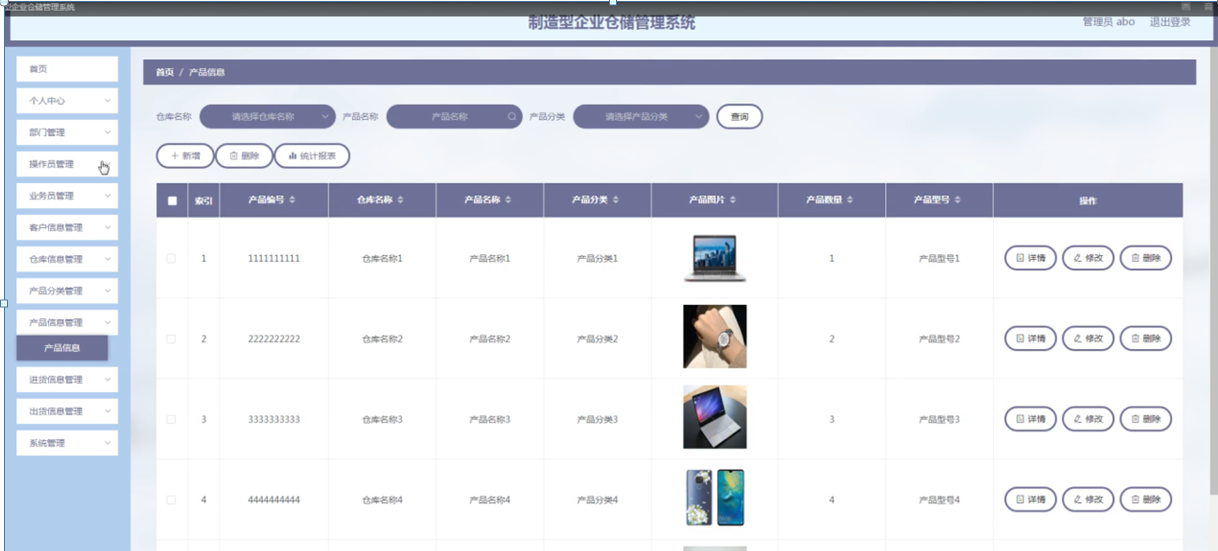 企业仓储管理系统
制造型企业仓储管理系统
管理员 abo 退出登录
首页
个人中心
部门管理
操作员管理
业务员管理
客户信息管理
仓库信息管理
产品分类管理
产品信息管理
产品信息
进货信息管理
出货信息管理
系统管理
首页 / 产品信息
仓库名称 请选择仓库名称 产品名称 产品名称 产品分类 请选择产品分类 查询
新增 删除 统计报表
索引 产品编号 仓库名称 产品名称 产品分类 产品图片 产品数量 产品型号 操作
1 1111111111 仓库名称1 产品名称1 产品分类1 1 产品型号1 详情 修改 删除
2 2222222222 仓库名称2 产品名称2 产品分类2 2 产品型号2 详情 修改 删除
3 3333333333 仓库名称3 产品名称3 产品分类3 3 产品型号3 详情 修改 删除
4 4444444444 仓库名称4 产品名称4 产品分类4 4 产品型号4 详情 修改 删除